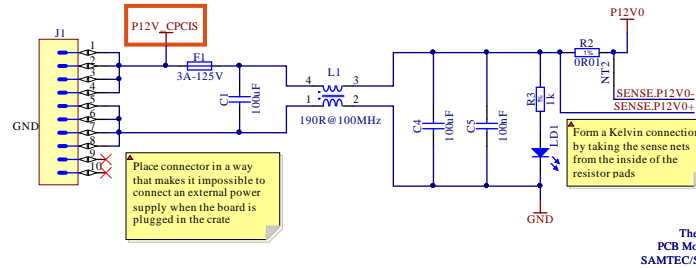 P12V_CPCIS
P12V0
J1
1
2
3
4
5
6
7
8
9
10
GND
F1
3A-125V
C1
100uF
L1
4
3
1
2
190R@100MHz
C4
100uF
C5
100uF
R3
1k
LD1
GND
R2
1%
0R01
NT2
SENSE.P12V0-
SENSE.P12V0+
Place connector in a way
that makes it impossible to
connect an external power
supply when the board is
plugged in the crate
Form a Kelvin connection
by taking the sense nets
from the inside of the
resistor pads
The
PCB Mo
SAMTEC/S